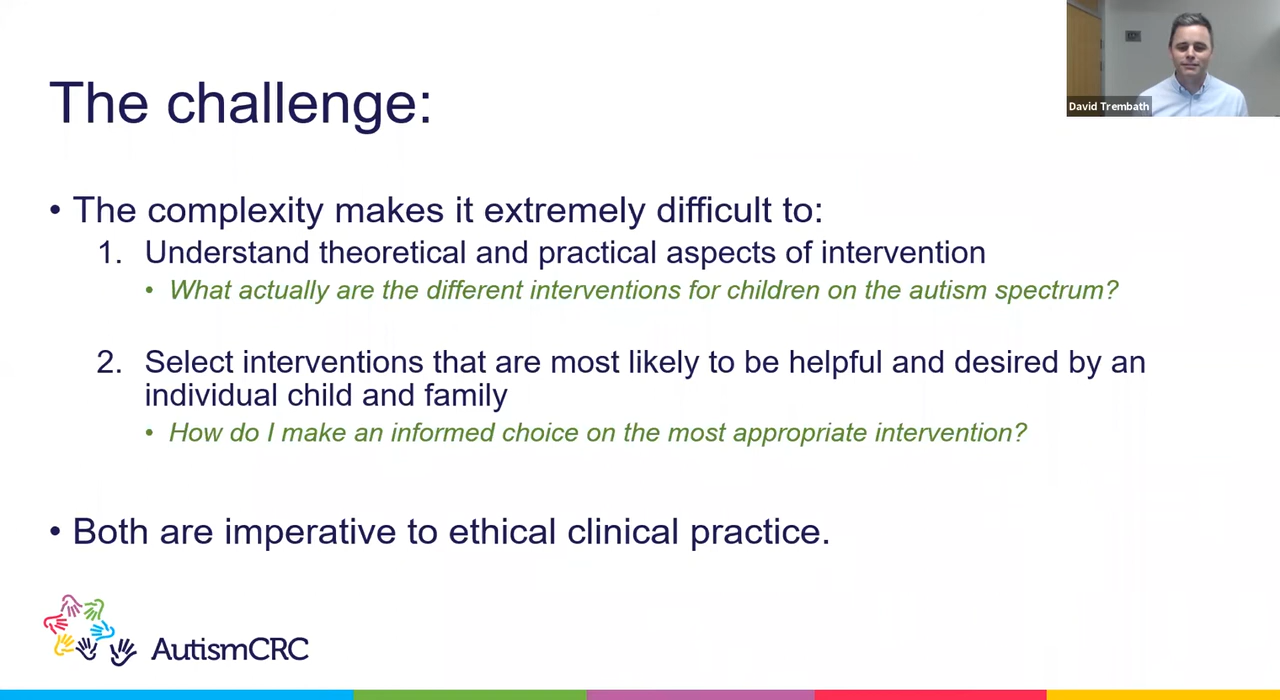 David Trembath
The challenge:
• The complexity makes it extremely difficult to:
1. Understand theoretical and practical aspects of intervention
• What actually are the different interventions for children on the autism spectrum?
2. Select interventions that are most likely to be helpful and desired by an
individual child and family
• How do I make an informed choice on the most appropriate intervention?
• Both are imperative to ethical clinical practice.
AutismCRC